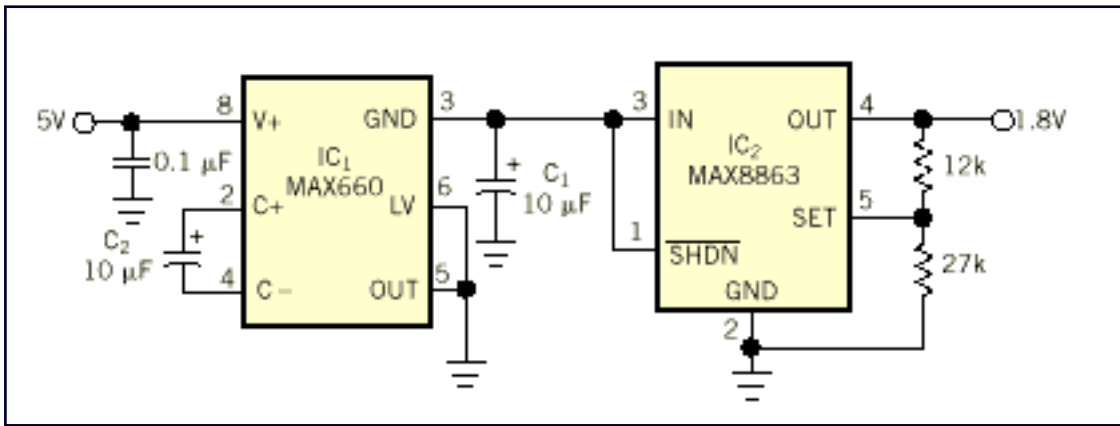 5V
0.1 μF
C2
10 μF
8
2
4
V+
C+
C−
IC1
MAX660
GND
LV
OUT
3
6
5
C1
10 μF
3
1
IN
SHDN
IC2
MAX8863
OUT
SET
GND
2
4
5
1.8V
12k
27k
+
+